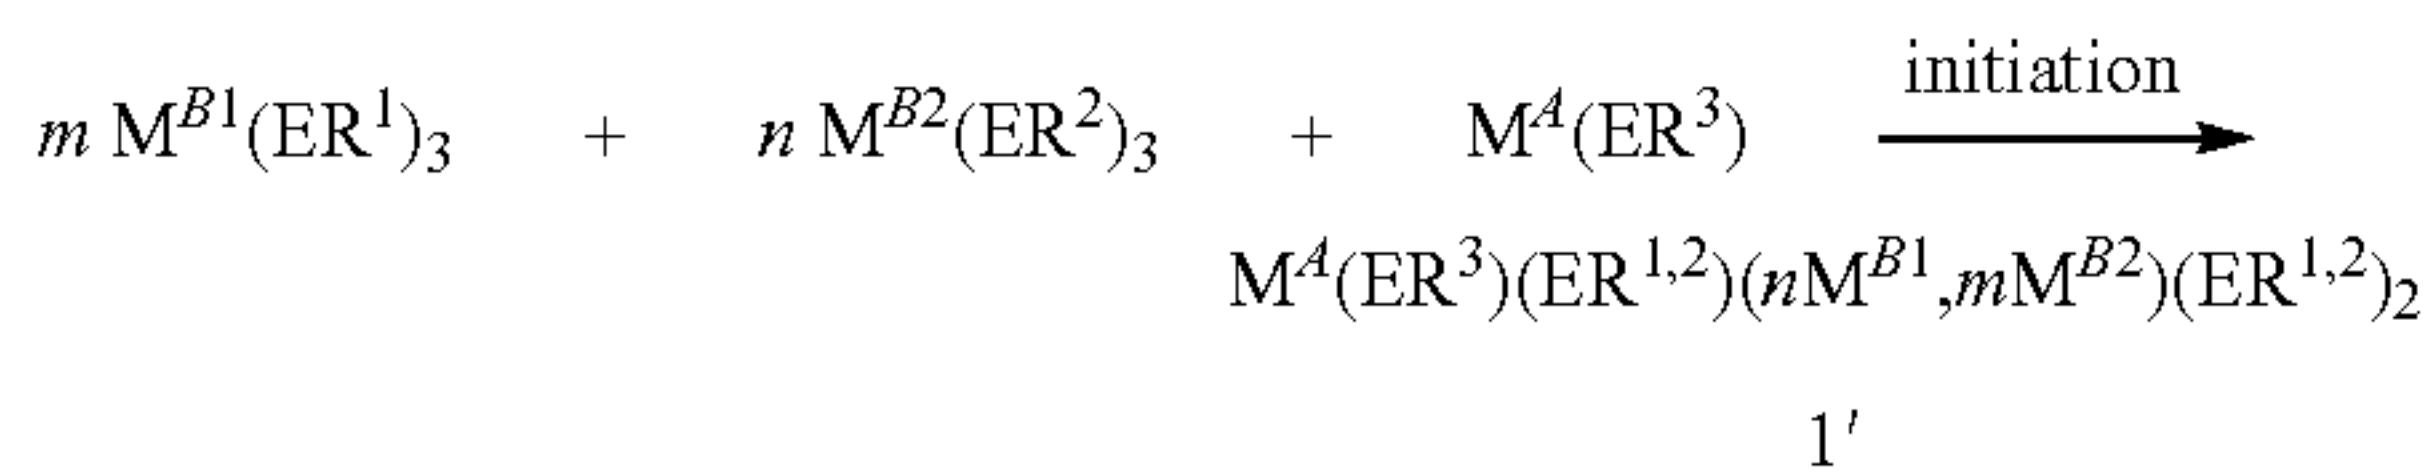 initiation
m M^{B1}(ER^1)_3 + n M^{B2}(ER^2)_3 + M^A(ER^3)
M^A(ER^3)(ER^{1,2})(nM^{B1},mM^{B2})(ER^{1,2})_2
1′